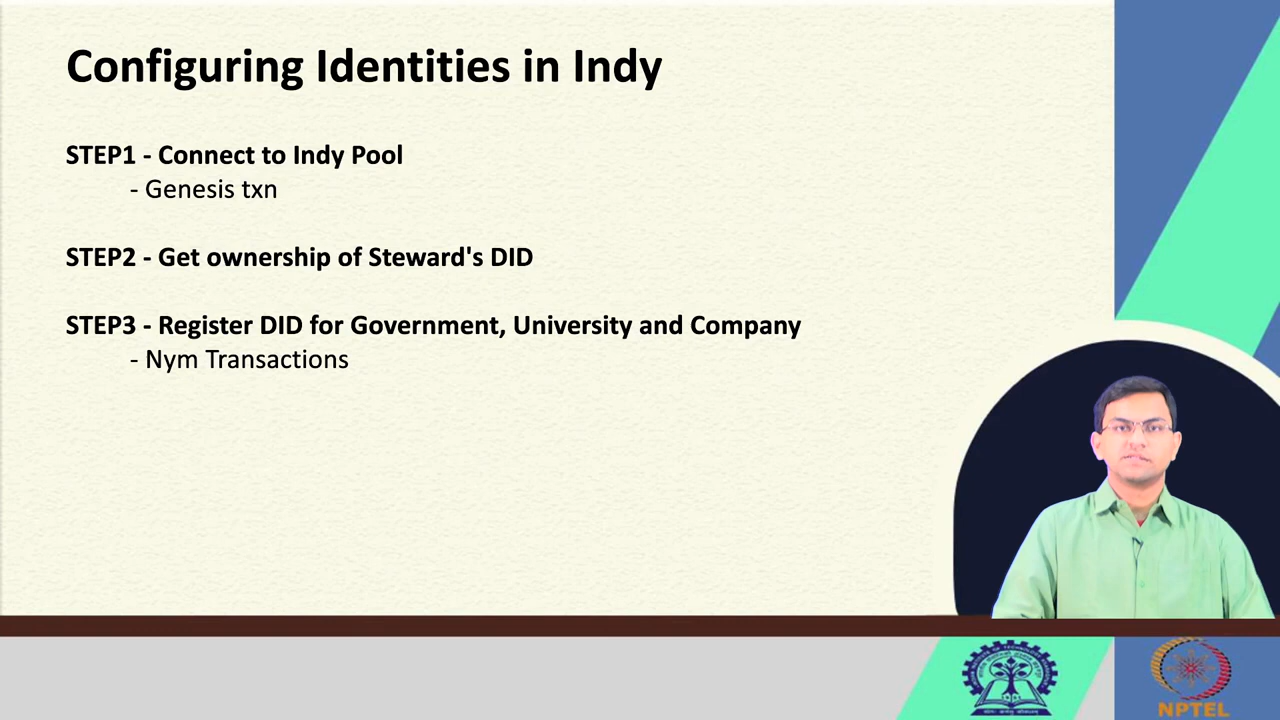 Configuring Identities in Indy
STEP1 - Connect to Indy Pool
- Genesis txn
STEP2 - Get ownership of Steward's DID
STEP3 - Register DID for Government, University and Company
- Nym Transactions
NPTEL